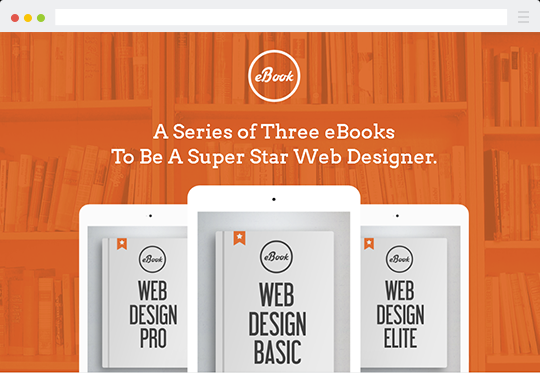 eBook
A Series of Three eBooks
To Be A Super Star Web Designer.
eBook
WEB
DESIGN
PRO
eBook
WEB
DESIGN
BASIC
eBook
WEB
DESIGN
ELITE